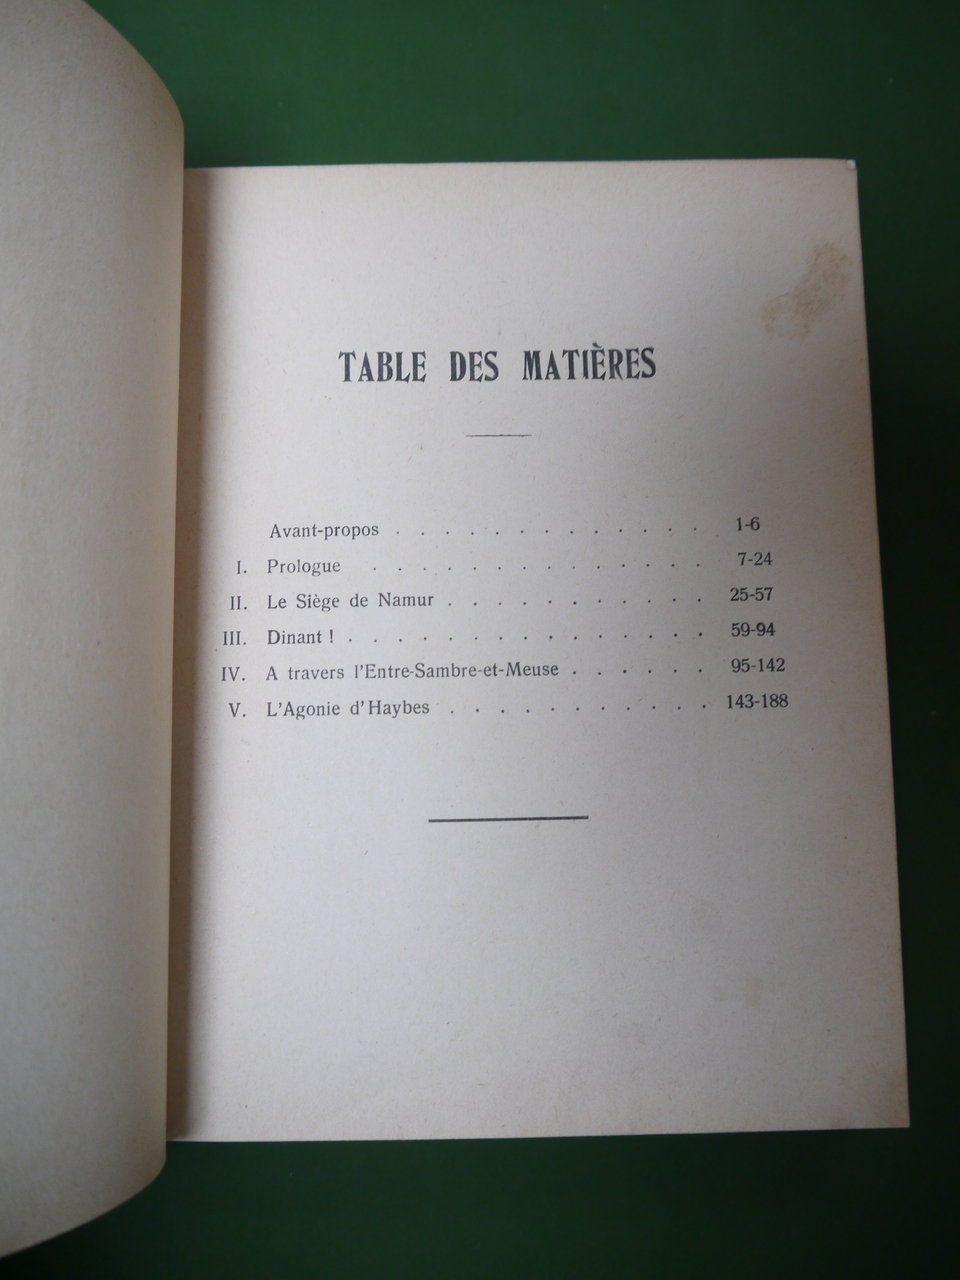 TABLE DES MATIÈRES
Avant-propos . . . . . . . . . . . . . 1-6
I. Prologue . . . . . . . . . . . . . . 7-24
II. Le Siège de Namur . . . . . . . . . . . 25-57
III. Dinant ! . . . . . . . . . . . . . . . 59-94
IV. A travers l'Entre-Sambre-et-Meuse . . . . . . 95-142
V. L'Agonie d'Haybes . . . . . . . . . . . 143-188